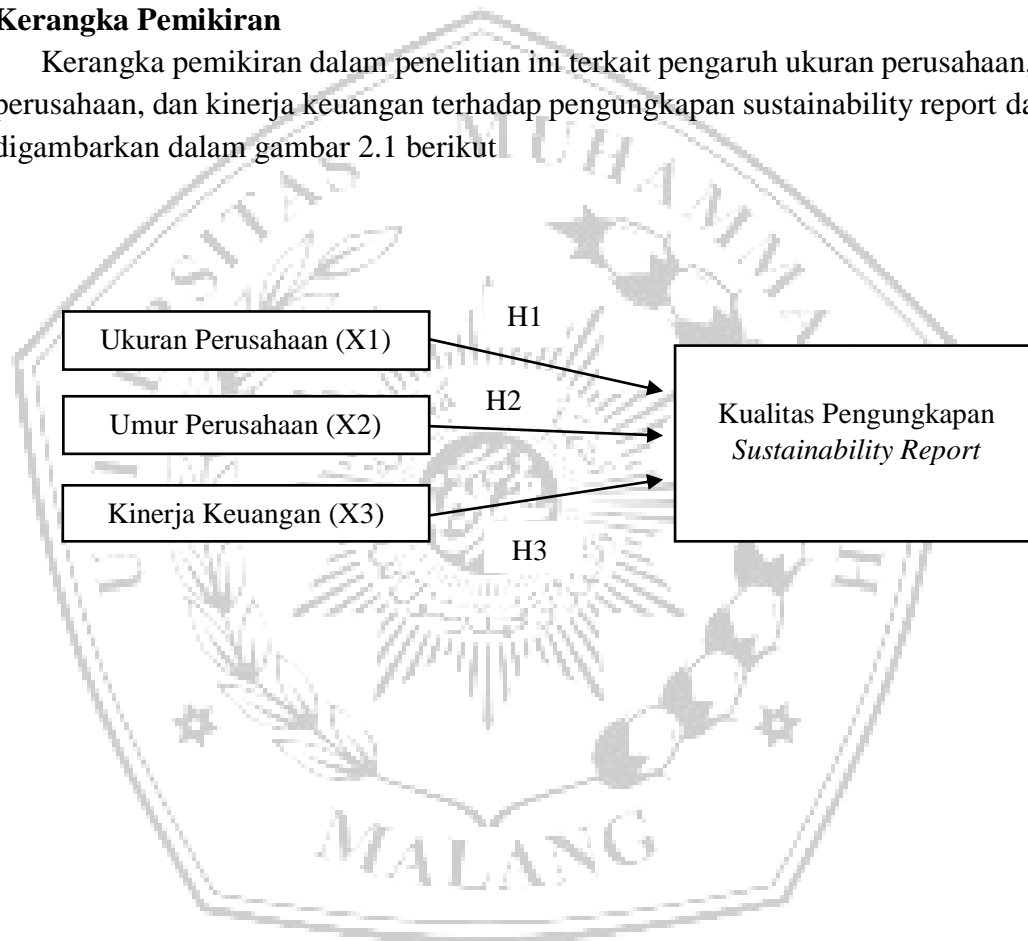 Kerangka Pemikiran
Kerangka pemikiran dalam penelitian ini terkait pengaruh ukuran perusahaan,
perusahaan, dan kinerja keuangan terhadap pengungkapan sustainability report da
digambarkan dalam gambar 2.1 berikut
UNIVERSITAS MUHAMMADIYAH
H1
Ukuran Perusahaan (X1)
H2
Umur Perusahaan (X2)
Kualitas Pengungkapan
Sustainability Report
Kinerja Keuangan (X3)
H3
MALANG